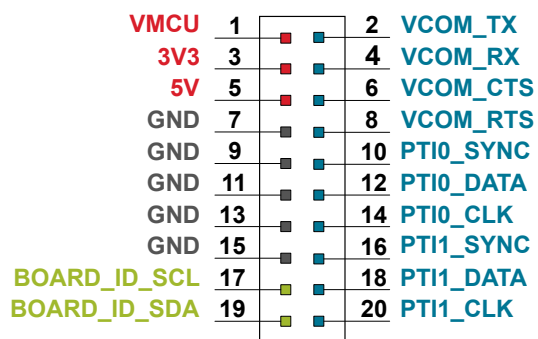 VMCU 1 2 VCOM_TX
3V3 3 4 VCOM_RX
5V 5 6 VCOM_CTS
GND 7 8 VCOM_RTS
GND 9 10 PTI0_SYNC
GND 11 12 PTI0_DATA
GND 13 14 PTI0_CLK
GND 15 16 PTI1_SYNC
BOARD_ID_SCL 17 18 PTI1_DATA
BOARD_ID_SDA 19 20 PTI1_CLK